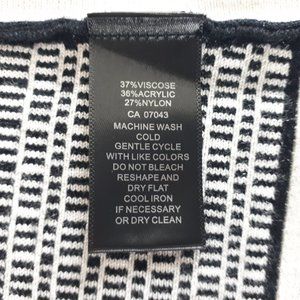 37%VISCOSE
36%ACRYLIC
27%NYLON
CA 07043
MACHINE WASH
COLD
GENTLE CYCLE
WITH LIKE COLORS
DO NOT BLEACH
RESHAPE AND
DRY FLAT
COOL IRON
IF NECESSARY
OR DRY CLEAN